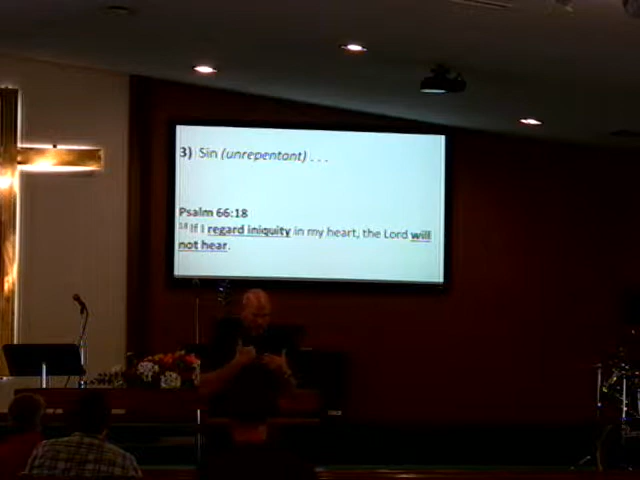 3) Sin (unrepentant) . . .
Psalm 66:18
18 If I regard iniquity in my heart, the Lord will
not hear.